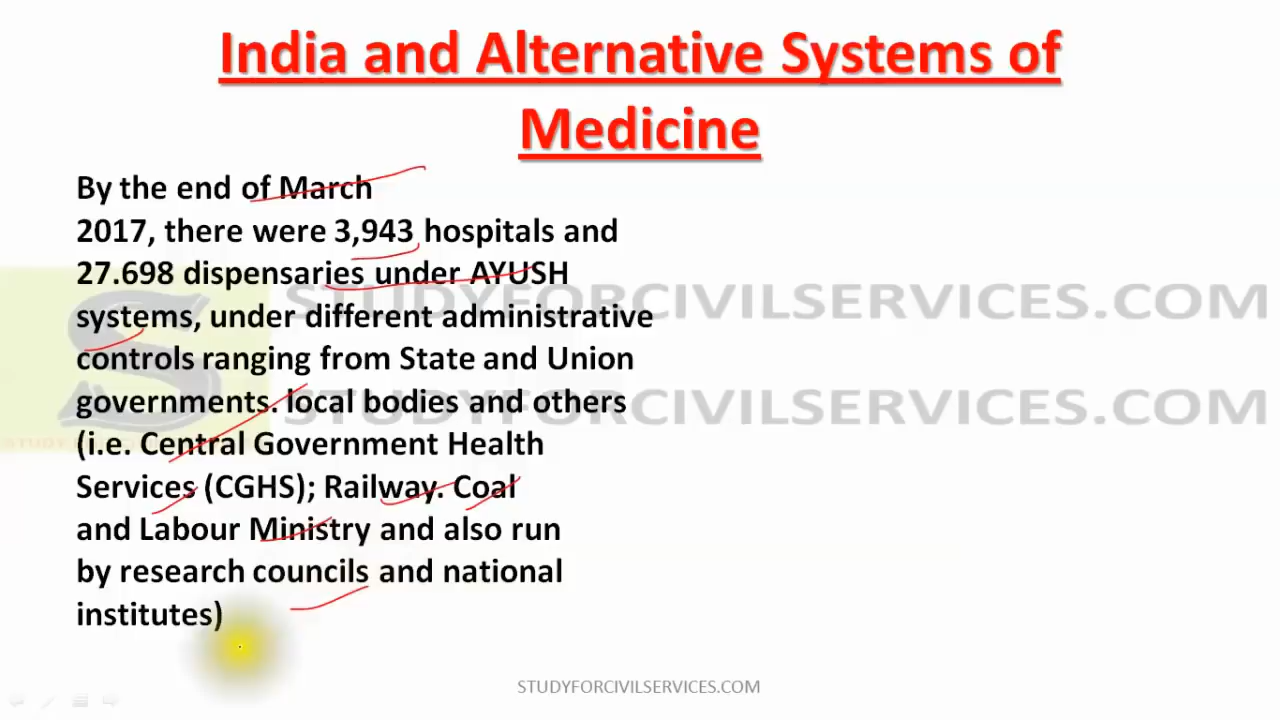 India and Alternative Systems of
Medicine
By the end of March
2017, there were 3,943 hospitals and
27.698 dispensaries under AYUSH
systems, under different administrative
controls ranging from State and Union
governments. local bodies and others
(i.e. Central Government Health
Services (CGHS); Railway. Coal
and Labour Ministry and also run
by research councils and national
institutes)
STUDYFORCIVILSERVICES.COM
STUDYFORCIVILSERVICES.COM
STUDYFORCIVILSERVICES.COM